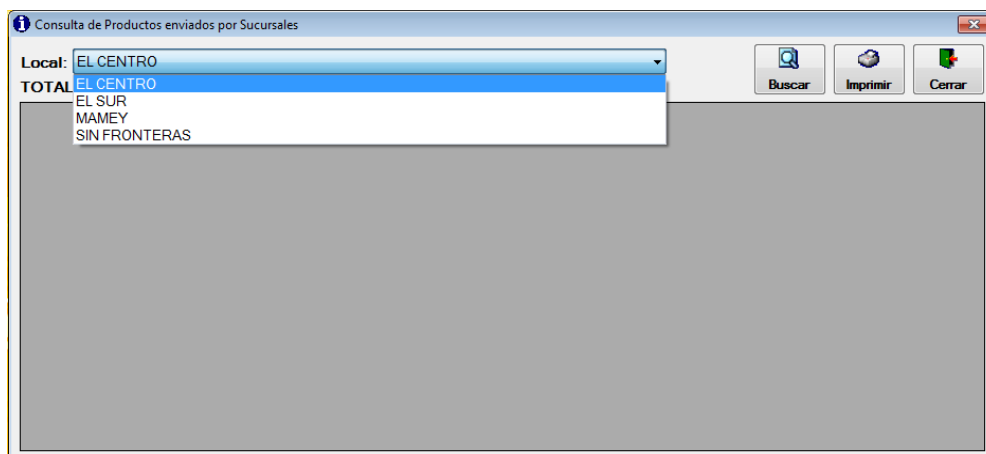 Consulta de Productos enviados por Sucursales
Local: EL CENTRO
Buscar Imprimir Cerrar
TOTAL
EL CENTRO
EL SUR
MAMEY
SIN FRONTERAS